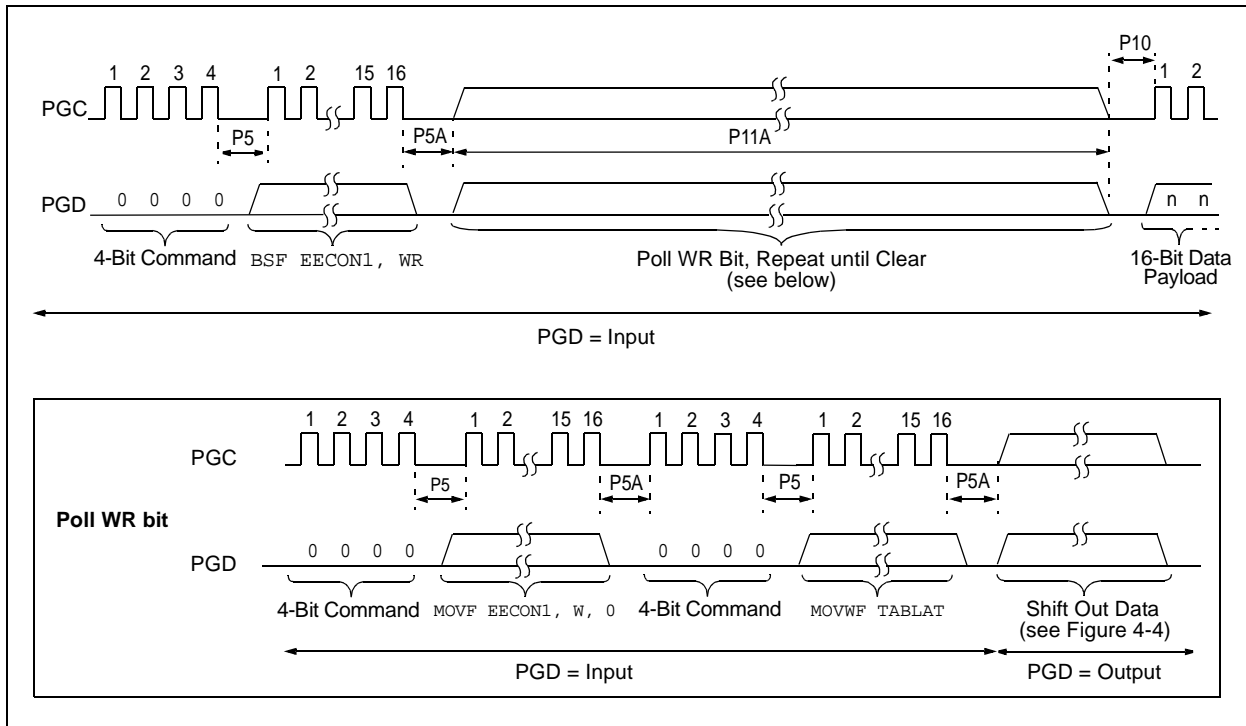 P10
1 2 3 4 1 2 15 16 1 2
PGC
P5 P5A P11A
PGD 0 0 0 0 n n
4-Bit Command BSF EECON1, WR Poll WR Bit, Repeat until Clear 16-Bit Data
(see below) Payload
PGD = Input
1 2 3 4 1 2 15 16 1 2 3 4 1 2 15 16
PGC
P5 P5A P5 P5A
Poll WR bit
PGD 0 0 0 0 0 0 0 0
4-Bit Command MOVF EECON1, W, 0 4-Bit Command MOVWF TABLAT Shift Out Data
(see Figure 4-4)
PGD = Input PGD = Output